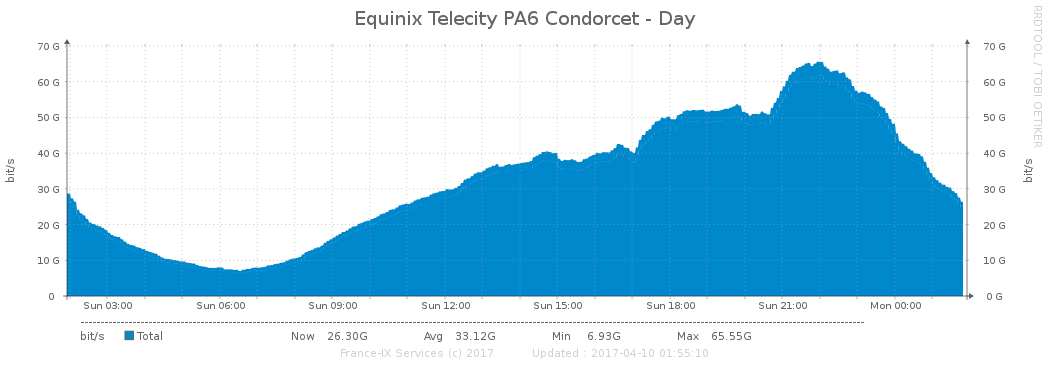 Equinix Telecity PA6 Condorcet - Day
RRDTOOL / TOBI OETIKER
70 G 70 G
60 G 60 G
50 G 50 G
40 G 40 G
30 G 30 G
20 G 20 G
10 G 10 G
0 0 G
bit/s
bit/s
Sun 03:00 Sun 06:00 Sun 09:00 Sun 12:00 Sun 15:00 Sun 18:00 Sun 21:00 Mon 00:00
bit/s Total Now 26.30G Avg 33.12G Min 6.93G Max 65.55G
France-IX Services (c) 2017 Updated : 2017-04-10 01:55:10